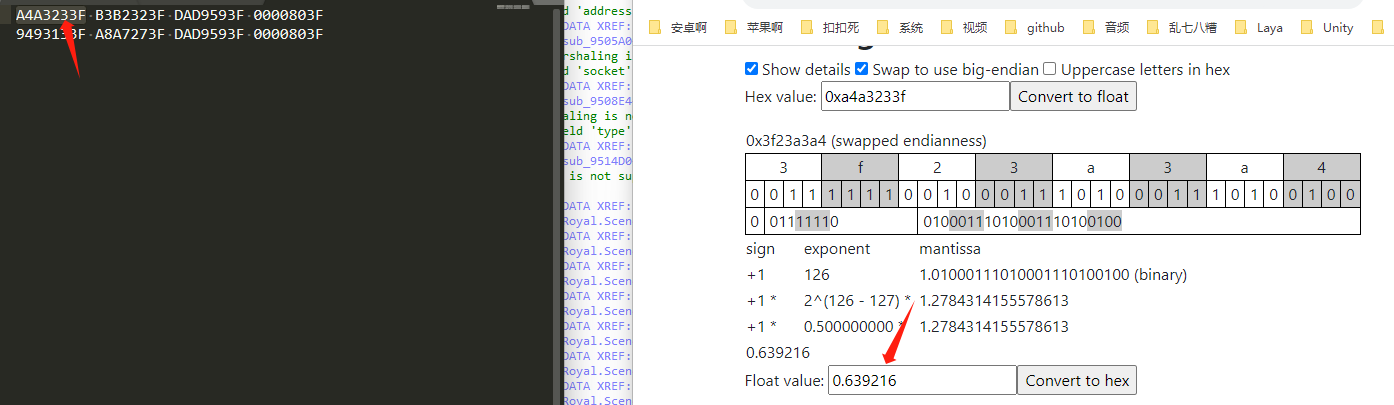 A4A3233F B3B2323F DAD9593F 0000803F
9493133F A8A7273F DAD9593F 0000803F
d 'address
DATA XREF:
sub_9505A0
rshaling i
d 'socket'
DATA XREF:
sub_9508E4
aling is n
eld 'type'
DATA XREF:
sub_9514D0
is not su
DATA XREF:
Royal.Scen
DATA XREF:
Royal.Scen
DATA XREF:
Royal.Scen
DATA XREF:
Royal.Scen
DATA XREF:
Royal.Scen
DATA XREF:
Royal.Scen
DATA XREF:
Royal.Scen
安卓啊 苹果啊 扣扣死 系统 视频 github 音频 乱七八糟 Laya Unity
Show details Swap to use big-endian Uppercase letters in hex
Hex value: 0xa4a3233f Convert to float
0x3f23a3a4 (swapped endianness)
3 f 2 3 a 3 a 4
0 0 1 1 1 1 1 1 0 0 1 0 0 0 1 1 1 0 1 0 0 0 1 1 1 0 1 0 0 1 0 0
0 01111110 01000111010001110100100
sign exponent mantissa
+1 126 1.01000111010001110100100 (binary)
+1 * 2^(126 - 127) * 1.2784314155578613
+1 * 0.500000000 * 1.2784314155578613
0.639216
Float value: 0.639216 Convert to hex